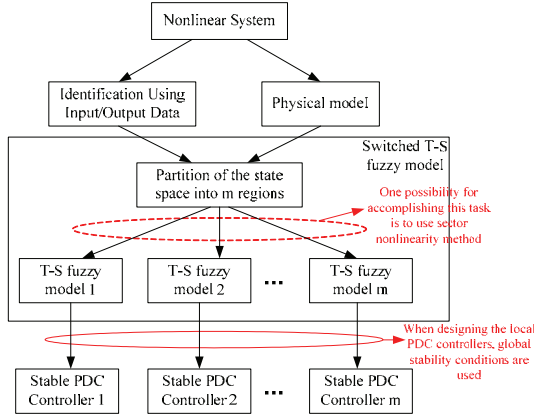 Nonlinear System
Identification Using
Input/Output Data
Physical model
Switched T-S
fuzzy model
Partition of the state
space into m regions
One possibility for
accomplishing this task
is to use sector
nonlinearity method
T-S fuzzy
model 1
T-S fuzzy
model 2
...
T-S fuzzy
model m
When designing the local
PDC controllers, global
stability conditions are
used
Stable PDC
Controller 1
Stable PDC
Controller 2
...
Stable PDC
Controller m